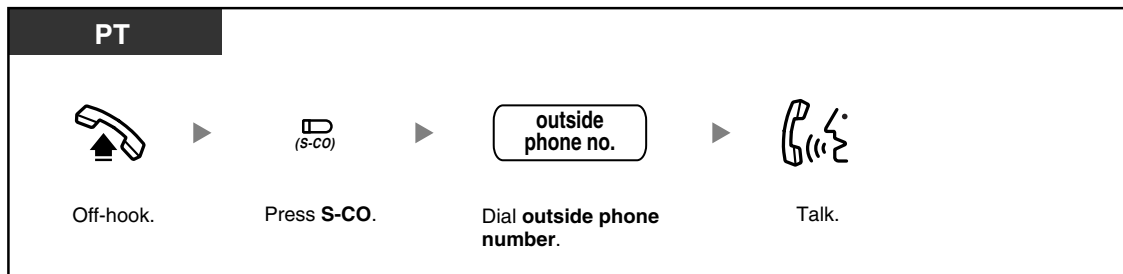 PT
(S-CO)
outside
phone no.
Off-hook.
Press S-CO.
Dial outside phone
number.
Talk.